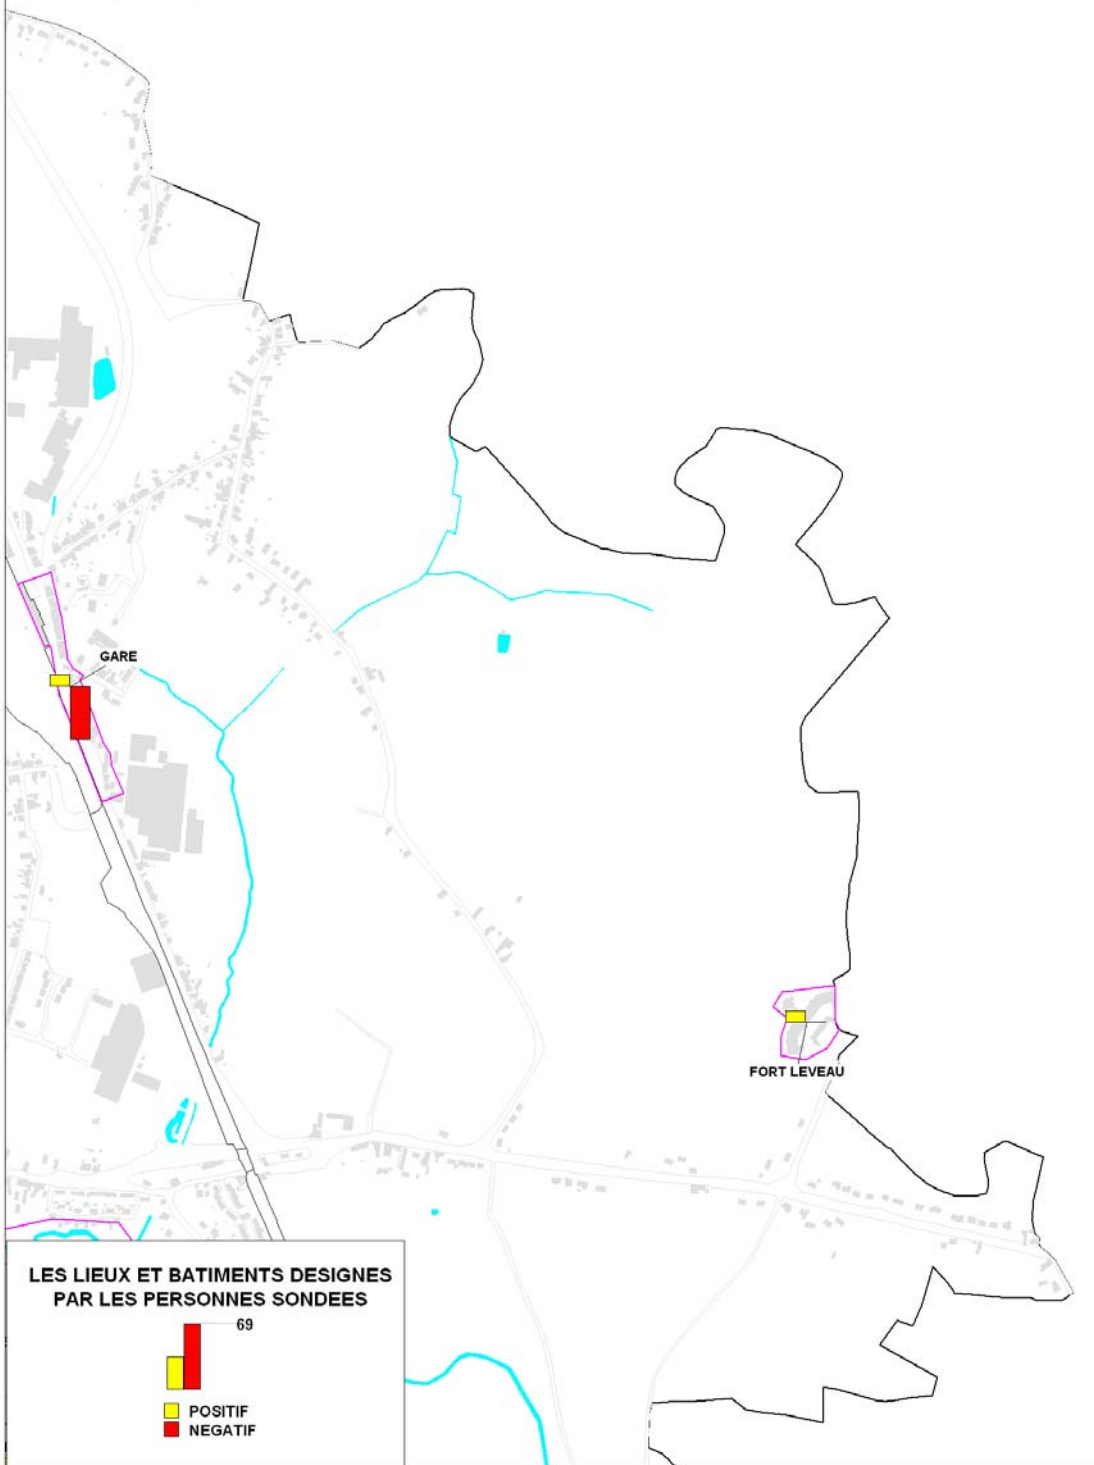 GARE
FORT LEVEAU
LES LIEUX ET BATIMENTS DESIGNES
PAR LES PERSONNES SONDEES
69
POSITIF
NEGATIF